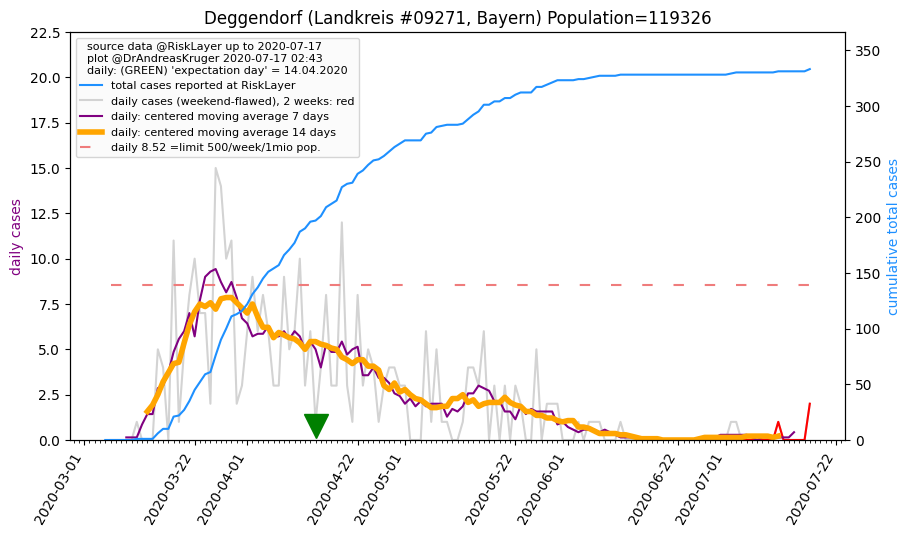 Deggendorf (Landkreis #09271, Bayern) Population=119326
source data @RiskLayer up to 2020-07-17
plot @DrAndreasKruger 2020-07-17 02:43
daily: (GREEN) 'expectation day' = 14.04.2020
total cases reported at RiskLayer
daily cases (weekend-flawed), 2 weeks: red
daily: centered moving average 7 days
daily: centered moving average 14 days
daily 8.52 =limit 500/week/1mio pop.
daily cases
22.5
20.0
17.5
15.0
12.5
10.0
7.5
5.0
2.5
0.0
350
300
250
200
150
100
50
0
cumulative total cases
2020-03-01
2020-03-22
2020-04-01
2020-04-22
2020-05-01
2020-05-22
2020-06-01
2020-06-22
2020-07-01
2020-07-22